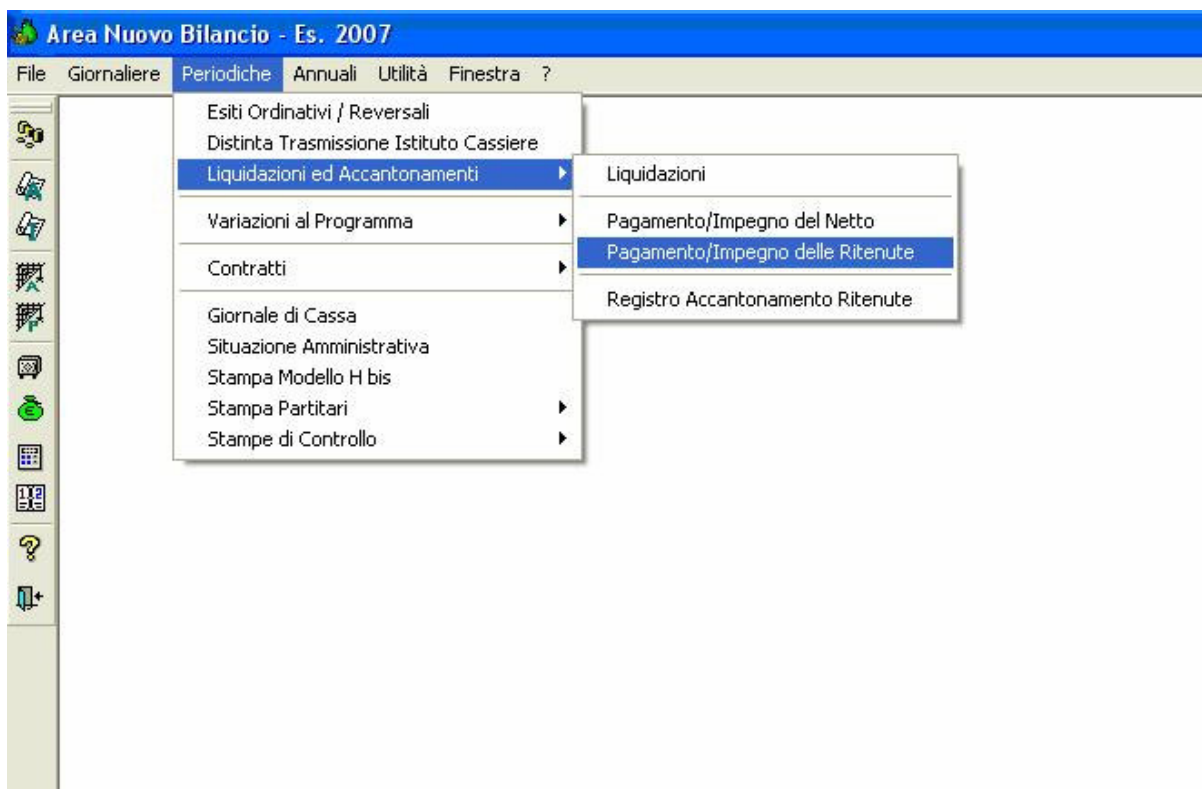 Area Nuovo Bilancio - Es. 2007
File Giornaliere Periodiche Annuali Utilità Finestra ?
Esiti Ordinativi / Reversali
Distinta Trasmissione Istituto Cassiere
Liquidazioni ed Accantonamenti
Variazioni al Programma
Contratti
Giornale di Cassa
Situazione Amministrativa
Stampa Modello H bis
Stampa Partitari
Stampe di Controllo
Liquidazioni
Pagamento/Impegno del Netto
Pagamento/Impegno delle Ritenute
Registro Accantonamento Ritenute